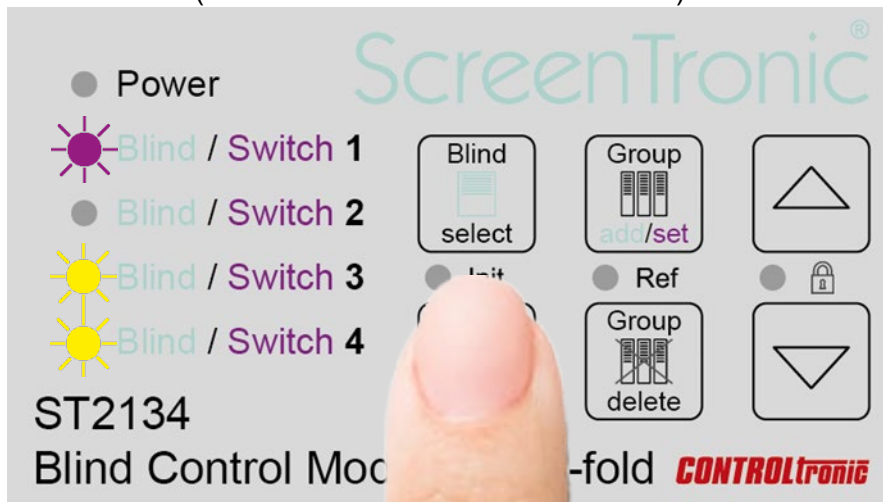 ScreenTronic®
Power
Blind / Switch 1
Blind / Switch 2
Blind / Switch 3
Blind / Switch 4
Blind
select
Group
add/set
Init
Ref
Group
delete
ST2134
Blind Control -fold CONTROLtronic